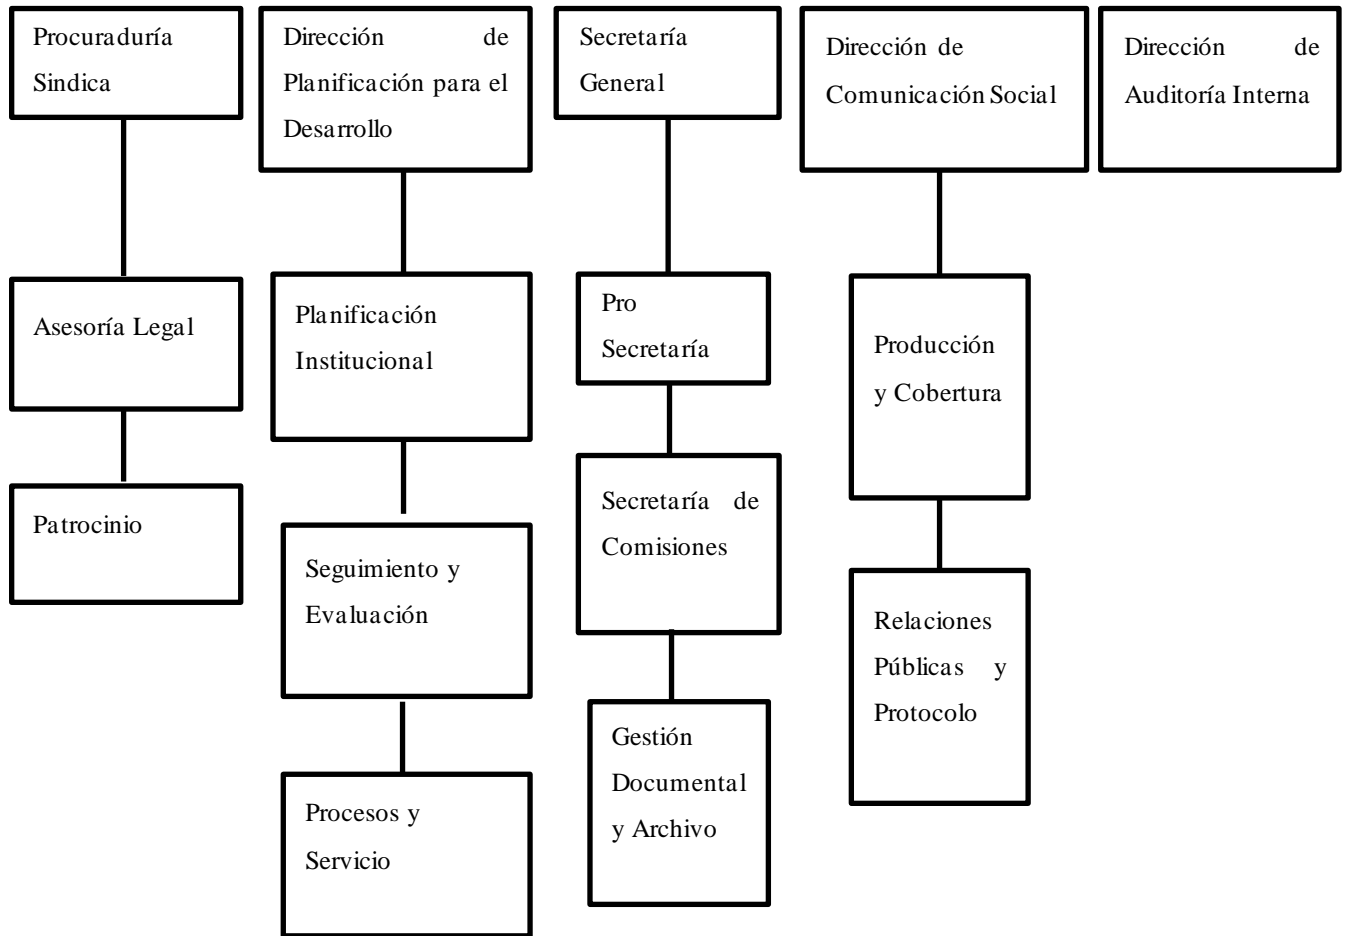 Procuraduría
Sindica
Dirección de
Planificación para el
Desarrollo
Secretaría
General
Dirección de
Comunicación Social
Dirección de
Auditoría Interna
Asesoría Legal
Planificación
Institucional
Pro
Secretaría
Producción
y Cobertura
Patrocinio
Seguimiento y
Evaluación
Secretaría de
Comisiones
Relaciones
Públicas y
Protocolo
Procesos y
Servicio
Gestión
Documental
y Archivo